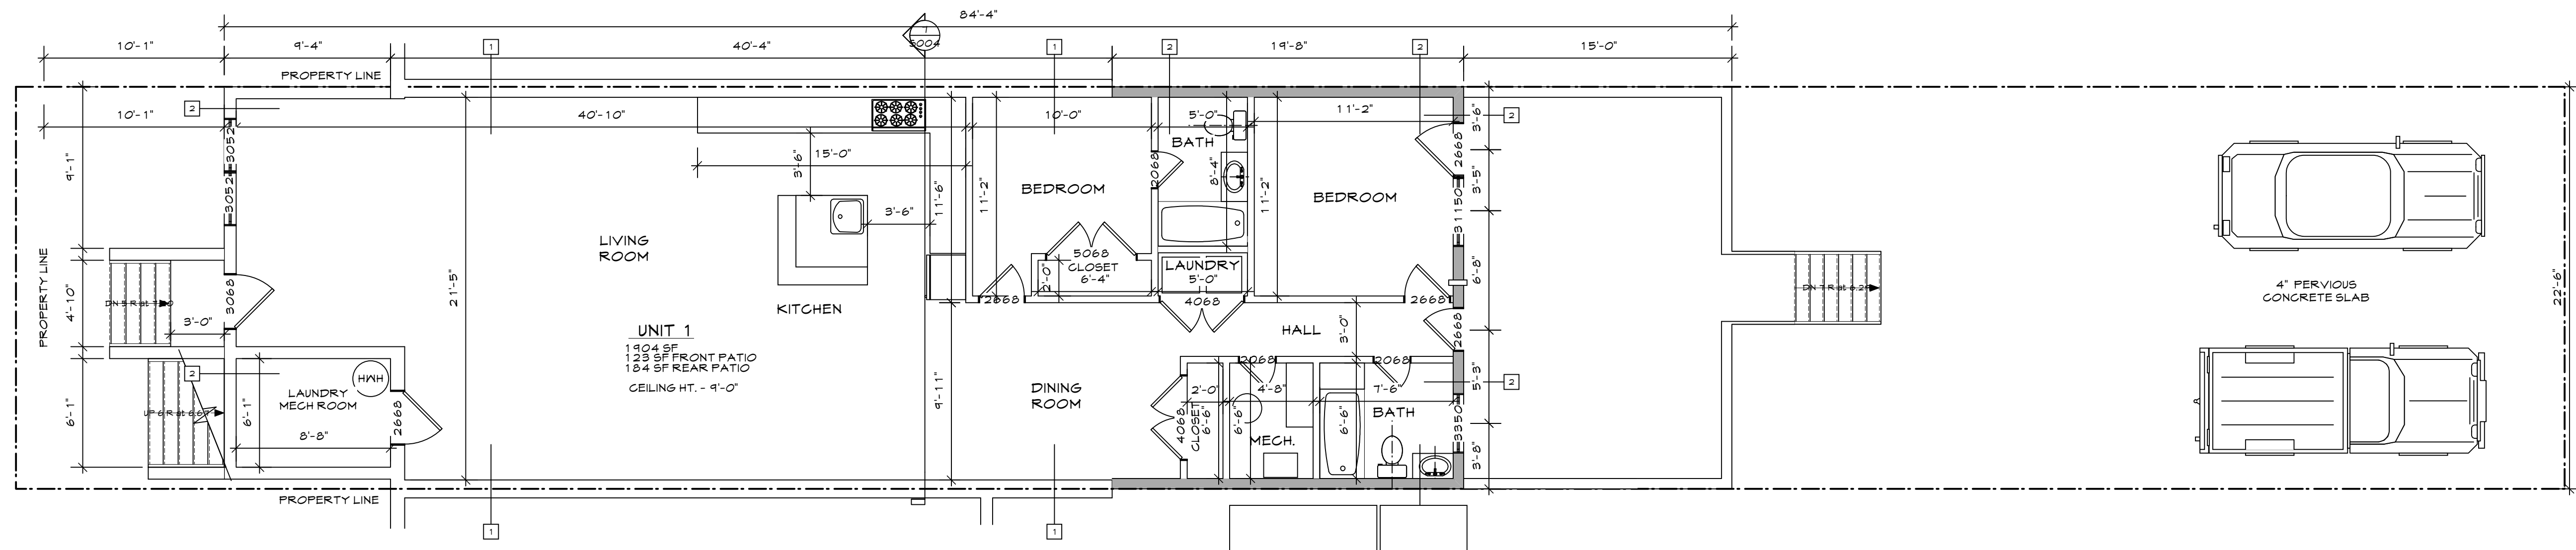 84'-4"
10'-1"
9'-4"
1
40'-4"
1
S004
1
2
19'-8"
2
15'-0"
PROPERTY LINE
2
10'-1"
40'-10"
10'-0"
5'-0"
11'-2"
2
3'-6"
3052
3052
9'-1"
3'-6"
15'-0"
11'-6"
11'-2"
BEDROOM
2068
BATH
8'-4"
11'-2"
BEDROOM
2668
3'-5"
31150
3'-6"
LIVING
ROOM
KITCHEN
21'-5"
PROPERTY LINE
4'-10"
3'-0"
3068
5068
CLOSET
6'-4"
2'-0"
LAUNDRY
5'-0"
2668
4068
2668
6'-8"
DN 7 R at 6.29
4" PERVIOUS
CONCRETE SLAB
22'-6"
UNIT 1
1904 SF
123 SF FRONT PATIO
184 SF REAR PATIO
CEILING HT. - 9'-0"
HALL
3'-0"
2668
2
6'-1"
6'-1"
LAUNDRY
MECH ROOM
HWH
8'-8"
2668
9'-11"
DINING
ROOM
2068
2068
2'-0"
4'-8"
7'-6"
2
5'-3"
4068
CLOSET
6'-6"
6'-6"
MECH.
6'-6"
BATH
3350
3'-8"
PROPERTY LINE
1
1